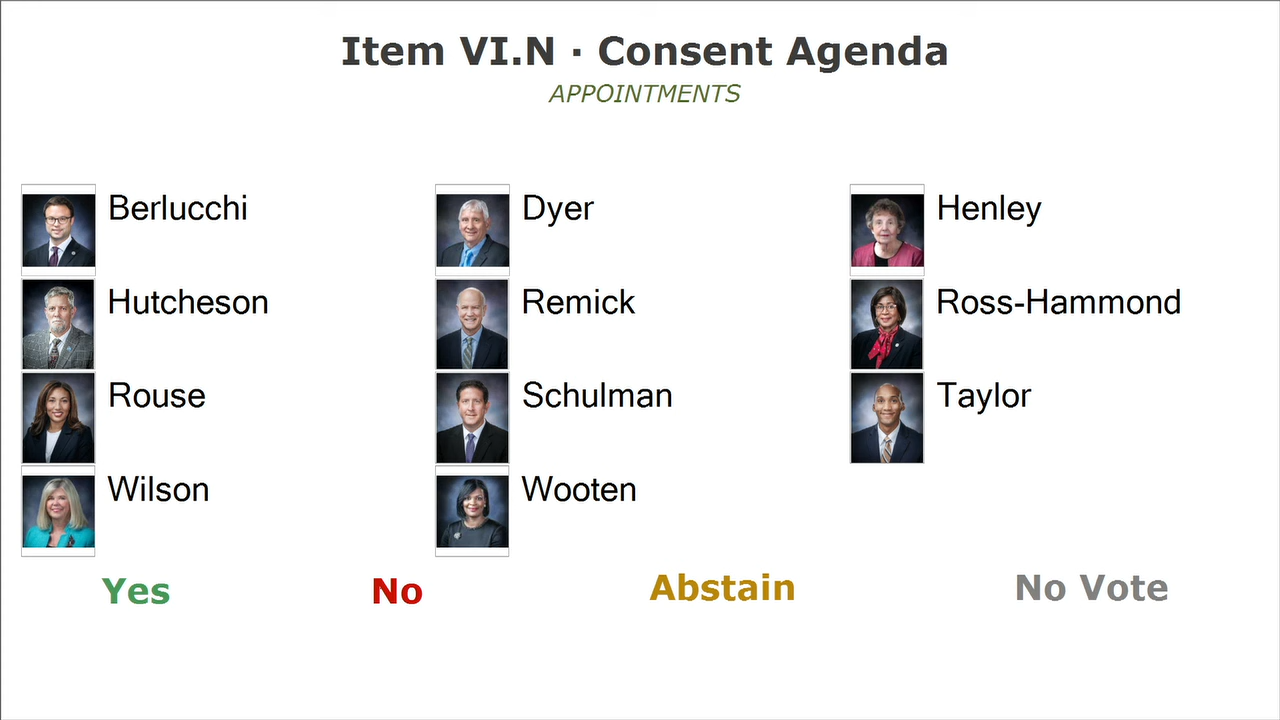 Item VI.N · Consent Agenda
APPOINTMENTS
Berlucchi
Dyer
Henley
Hutcheson
Remick
Ross-Hammond
Rouse
Schulman
Taylor
Wilson
Wooten
Yes
No
Abstain
No Vote